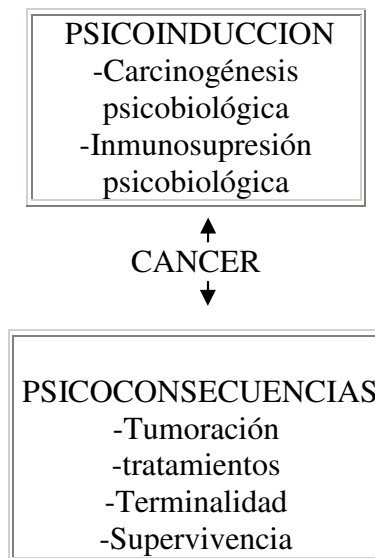 PSICOINDUCCION
-Carcinogénesis
psicobiológica
-Inmunosupresión
psicobiológica
CANCER
PSICOCONSECUENCIAS
-Tumoración
-tratamientos
-Terminalidad
-Supervivencia